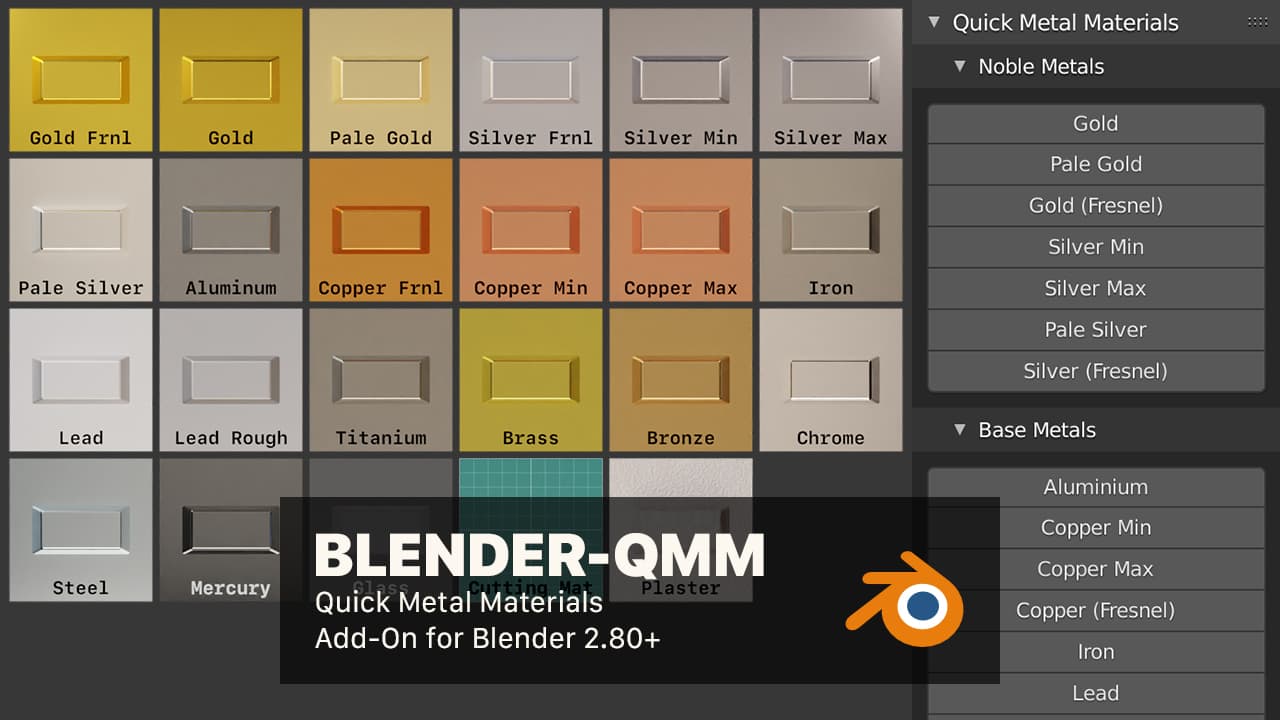 Gold Frnl
Gold
Pale Gold
Silver Frnl
Silver Min
Silver Max
Pale Silver
Aluminum
Copper Frnl
Copper Min
Copper Max
Iron
Lead
Lead Rough
Titanium
Brass
Bronze
Chrome
Steel
Mercury
Glass
Cutting Mat
Plaster
BLENDER-QMM
Quick Metal Materials
Add-On for Blender 2.80+
Quick Metal Materials
Noble Metals
Gold
Pale Gold
Gold (Fresnel)
Silver Min
Silver Max
Pale Silver
Silver (Fresnel)
Base Metals
Aluminium
Copper Min
Copper Max
Copper (Fresnel)
Iron
Lead